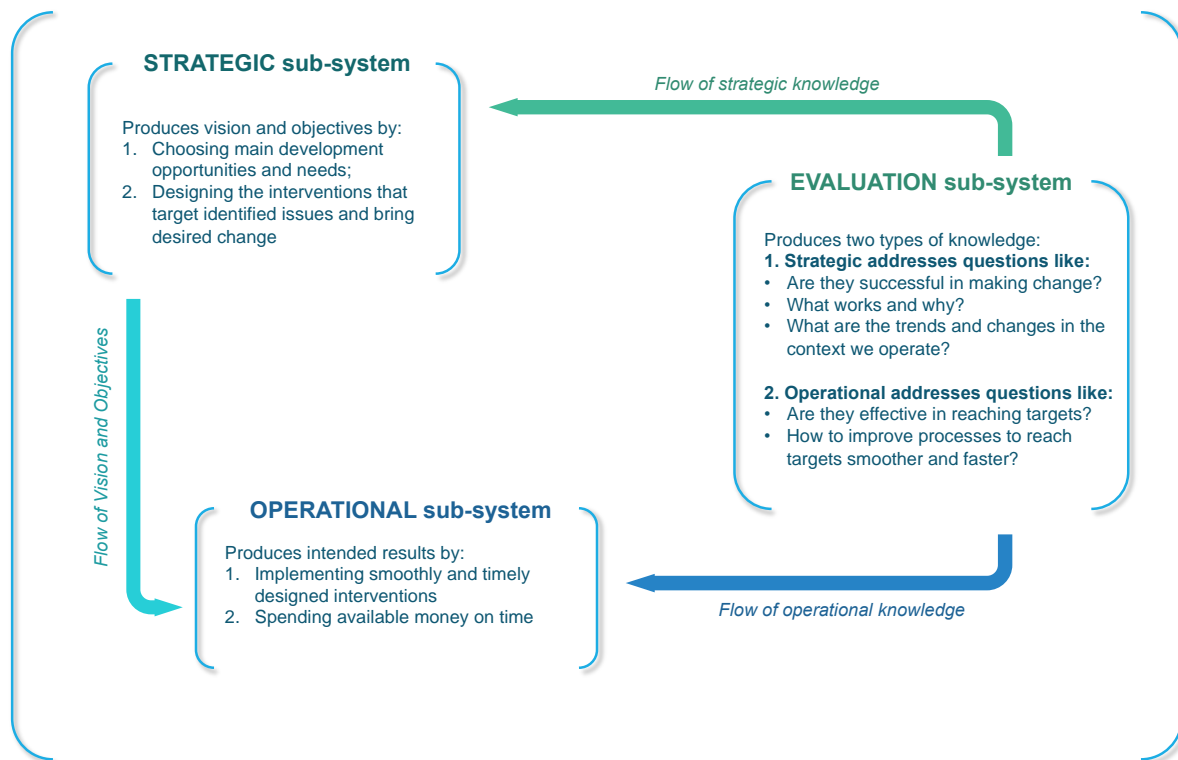 STRATEGIC sub-system
Produces vision and objectives by:
1. Choosing main development
opportunities and needs;
2. Designing the interventions that
target identified issues and bring
desired change
Flow of strategic knowledge
EVALUATION sub-system
Produces two types of knowledge:
1. Strategic addresses questions like:
• Are they successful in making change?
• What works and why?
• What are the trends and changes in the
context we operate?
2. Operational addresses questions like:
• Are they effective in reaching targets?
• How to improve processes to reach
targets smoother and faster?
Flow of Vision and Objectives
OPERATIONAL sub-system
Produces intended results by:
1. Implementing smoothly and timely
designed interventions
2. Spending available money on time
Flow of operational knowledge